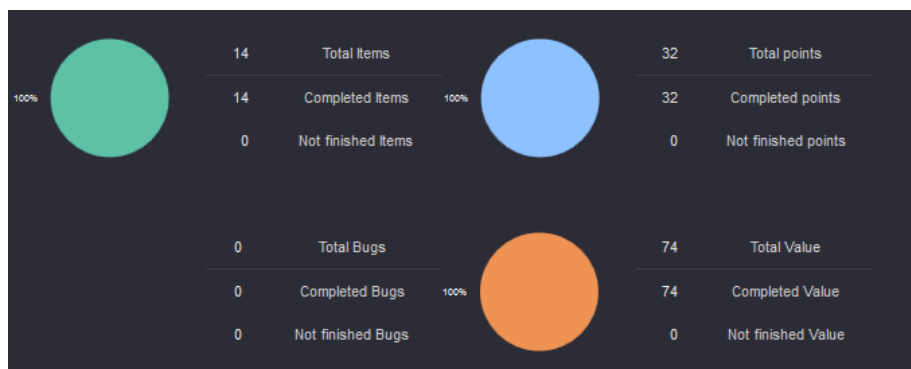 14 Total Items
100% 14 Completed Items
0 Not finished Items
32 Total points
100% 32 Completed points
0 Not finished points
0 Total Bugs
0 Completed Bugs
0 Not finished Bugs
74 Total Value
100% 74 Completed Value
0 Not finished Value